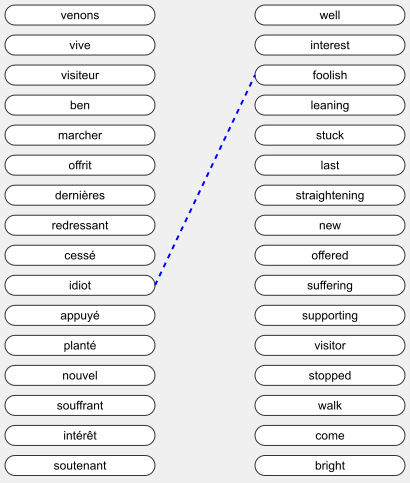 venons
well
vive
interest
visiteur
foolish
ben
leaning
marcher
stuck
offrit
last
dernières
straightening
redressant
new
cessé
offered
idiot
suffering
appuyé
supporting
planté
visitor
nouvel
stopped
souffrant
walk
intérêt
come
soutenant
bright